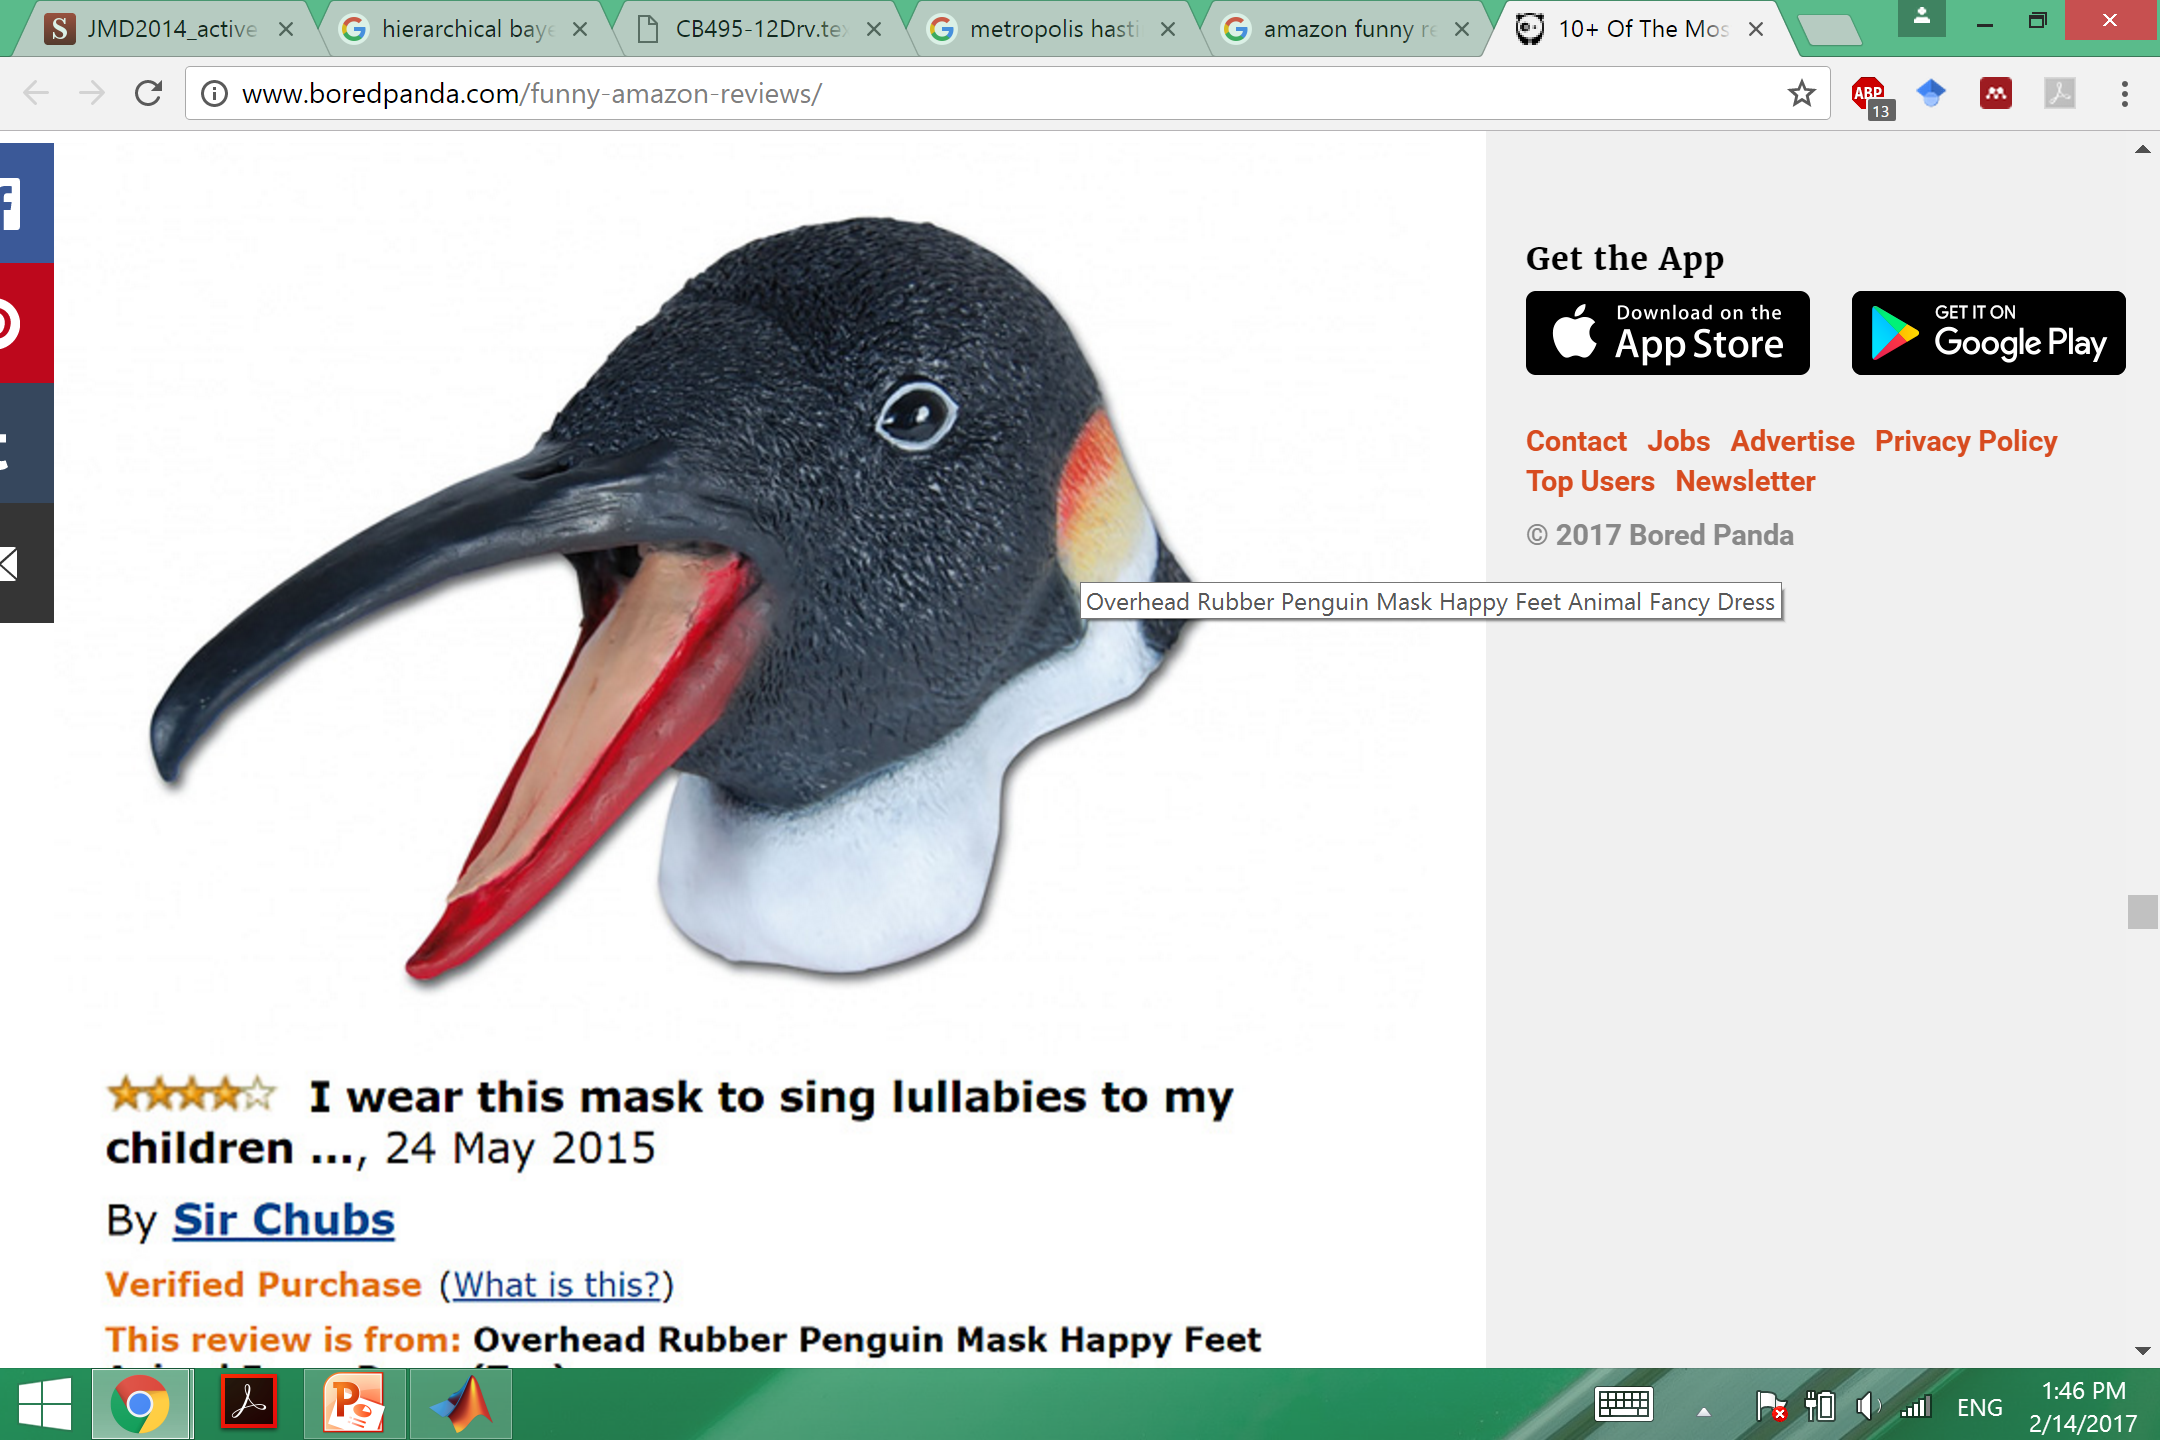 JMD2014_active
hierarchical baye
CB495-12Drv.tex
metropolis hasti
amazon funny re
10+ Of The Mos
www.boredpanda.com/funny-amazon-reviews/
ABP
13
Get the App
Download on the
App Store
GET IT ON
Google Play
Contact Jobs Advertise Privacy Policy
Top Users Newsletter
© 2017 Bored Panda
Overhead Rubber Penguin Mask Happy Feet Animal Fancy Dress
I wear this mask to sing lullabies to my
children ..., 24 May 2015
By Sir Chubs
Verified Purchase (What is this?)
This review is from: Overhead Rubber Penguin Mask Happy Feet
ENG
1:46 PM
2/14/2017